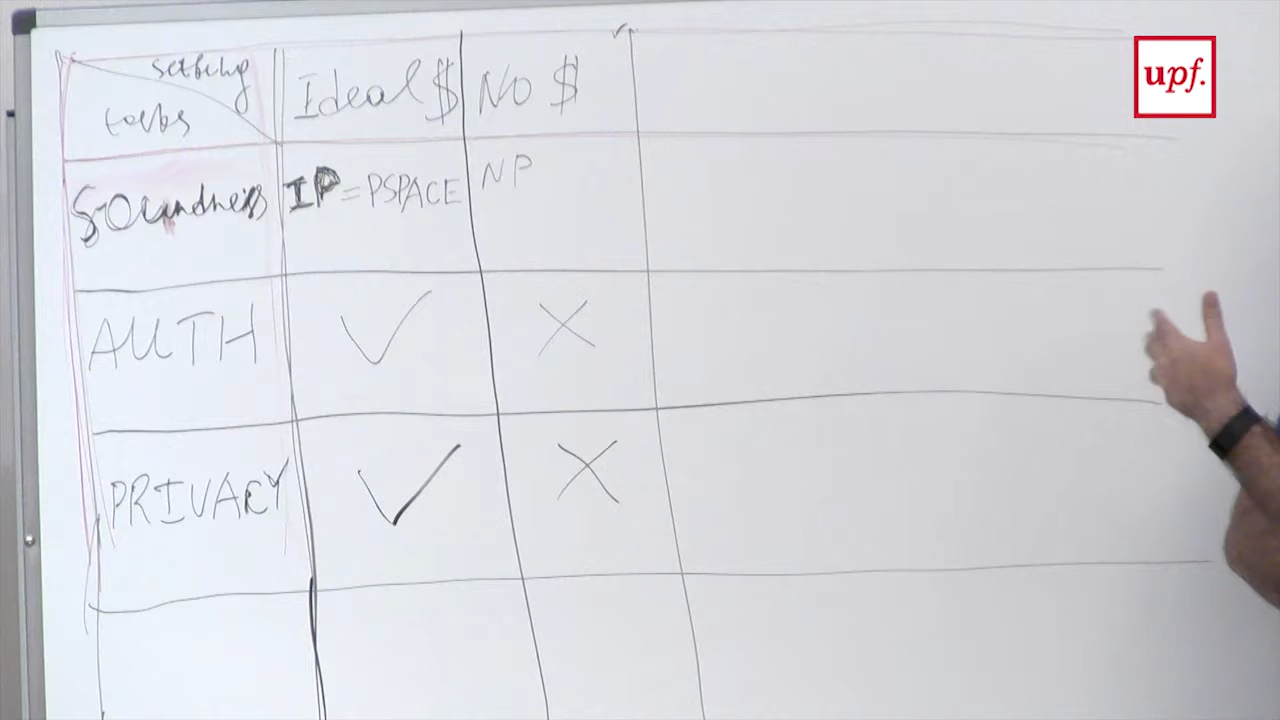 setting Ideal $ No $
tasks
Soundness IP = PSPACE NP
AUTH ✓ X
PRIVACY ✓ X
upf.